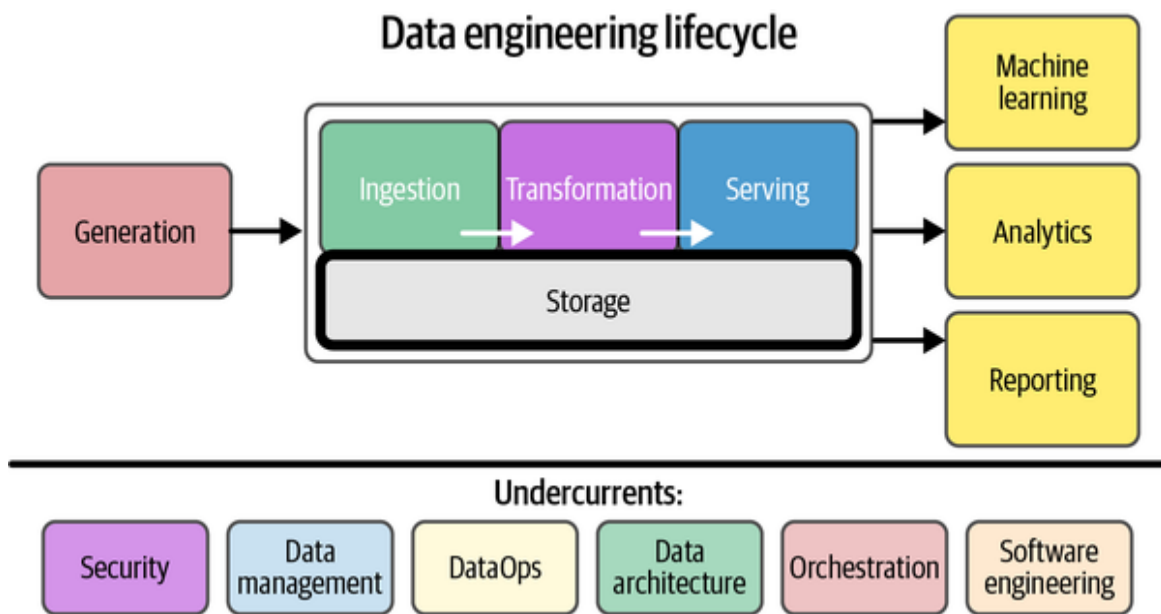 Data engineering lifecycle
Generation
Ingestion
Transformation
Serving
Storage
Machine
learning
Analytics
Reporting
Undercurrents:
Security
Data
management
DataOps
Data
architecture
Orchestration
Software
engineering